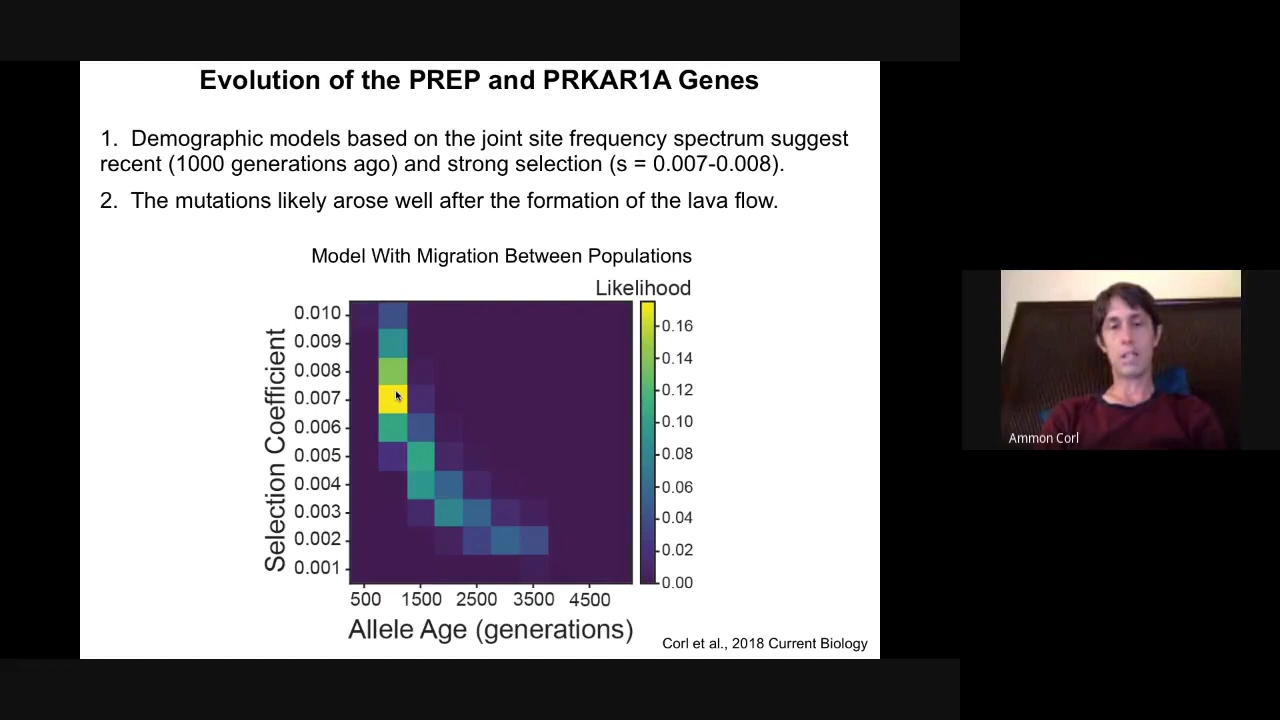 Evolution of the PREP and PRKAR1A Genes
1. Demographic models based on the joint site frequency spectrum suggest
recent (1000 generations ago) and strong selection (s = 0.007-0.008).
2. The mutations likely arose well after the formation of the lava flow.
Model With Migration Between Populations
Likelihood
Selection Coefficient
0.010
0.009
0.008
0.007
0.006
0.005
0.004
0.003
0.002
0.001
0.16
0.14
0.12
0.10
0.08
0.06
0.04
0.02
0.00
500 1500 2500 3500 4500
Allele Age (generations)
Corl et al., 2018 Current Biology
Ammon Corl